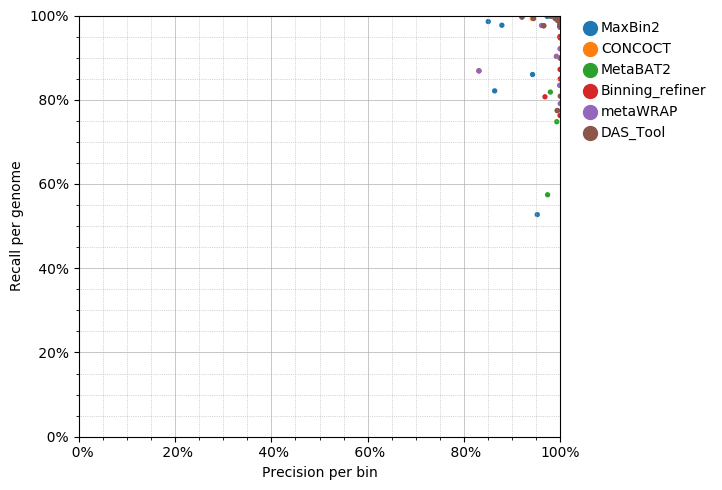 100%
80%
60%
40%
20%
0%
Recall per genome
0%
20%
40%
60%
80%
100%
Precision per bin
MaxBin2
CONCOCT
MetaBAT2
Binning_refiner
metaWRAP
DAS_Tool